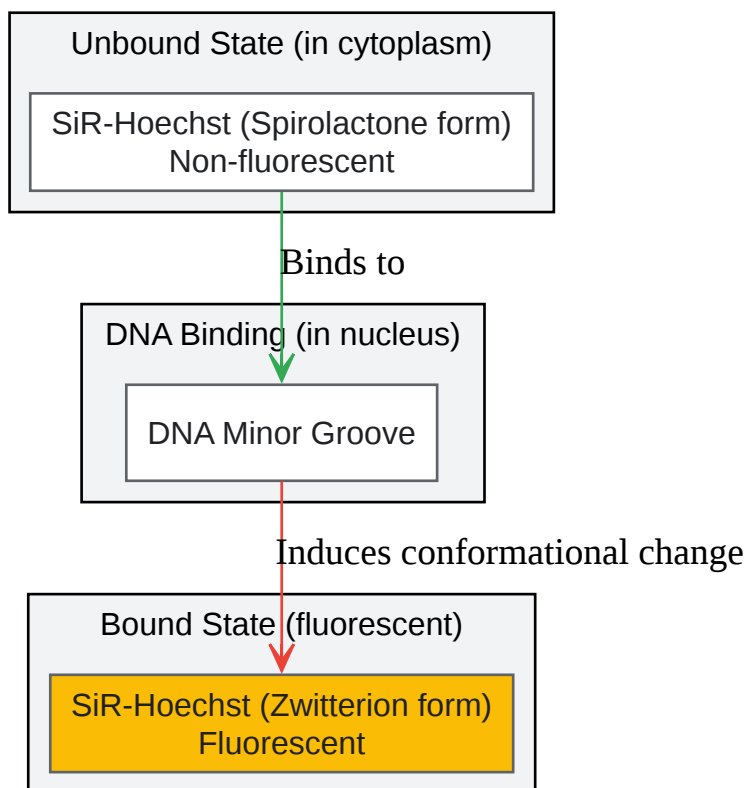 Unbound State (in cytoplasm)
SiR-Hoechst (Spirolactone form)
Non-fluorescent
Binds to
DNA Binding (in nucleus)
DNA Minor Groove
Induces conformational change
Bound State (fluorescent)
SiR-Hoechst (Zwitterion form)
Fluorescent